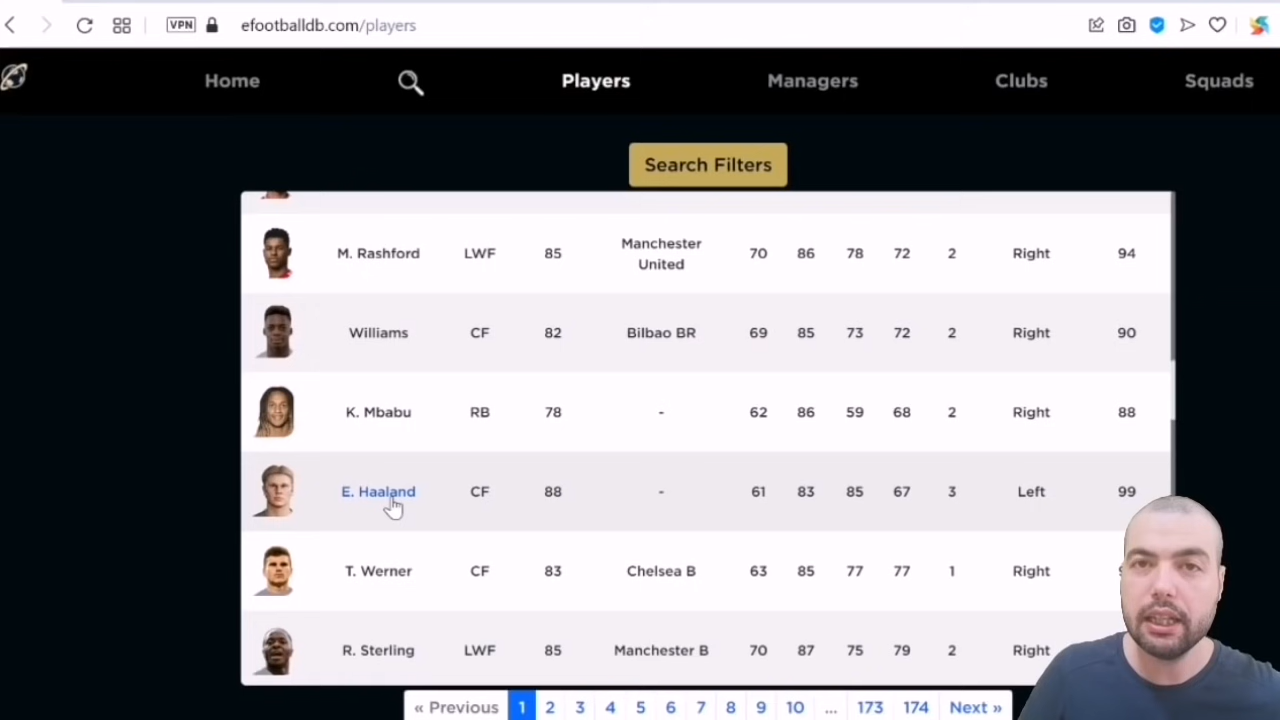 VPN efootballdb.com/players
Home Players Managers Clubs Squads
Search Filters
M. Rashford LWF 85 Manchester United 70 86 78 72 2 Right 94
Williams CF 82 Bilbao BR 69 85 73 72 2 Right 90
K. Mbabu RB 78 - 62 86 59 68 2 Right 88
E. Haaland CF 88 - 61 83 85 67 3 Left 99
T. Werner CF 83 Chelsea B 63 85 77 77 1 Right
R. Sterling LWF 85 Manchester B 70 87 75 79 2 Right
« Previous 1 2 3 4 5 6 7 8 9 10 ... 173 174 Next »